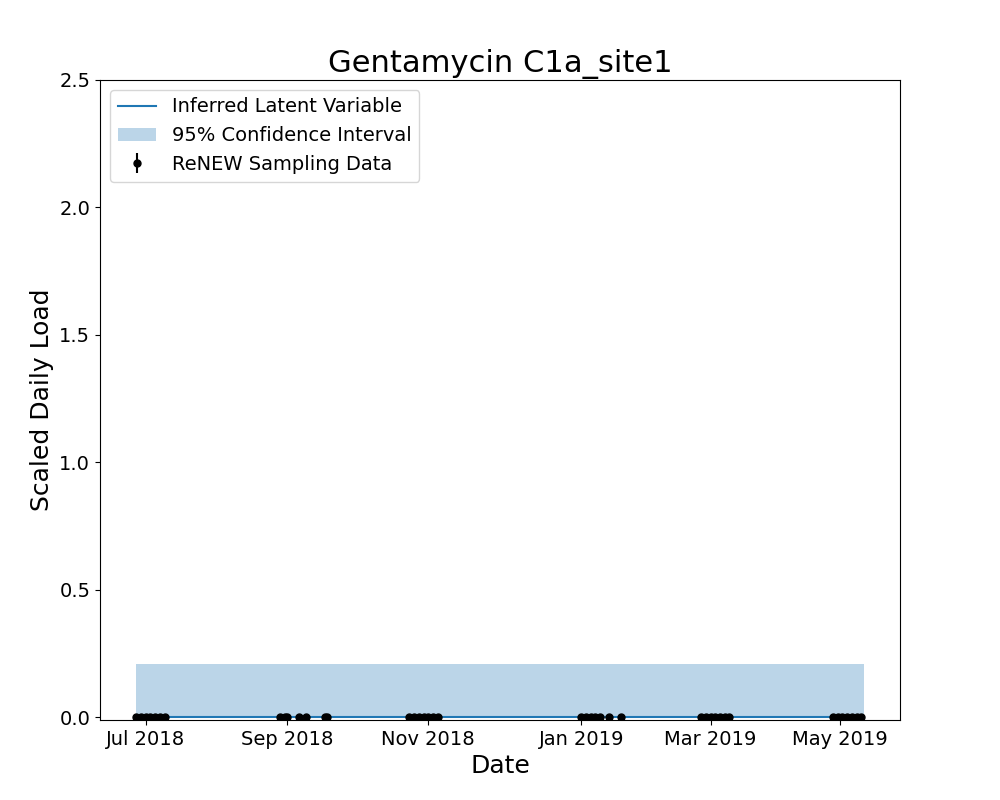 Gentamycin C1a_site1
Inferred Latent Variable
95% Confidence Interval
ReNEW Sampling Data
Scaled Daily Load
2.5
2.0
1.5
1.0
0.5
0.0
Jul 2018 Sep 2018 Nov 2018 Jan 2019 Mar 2019 May 2019
Date